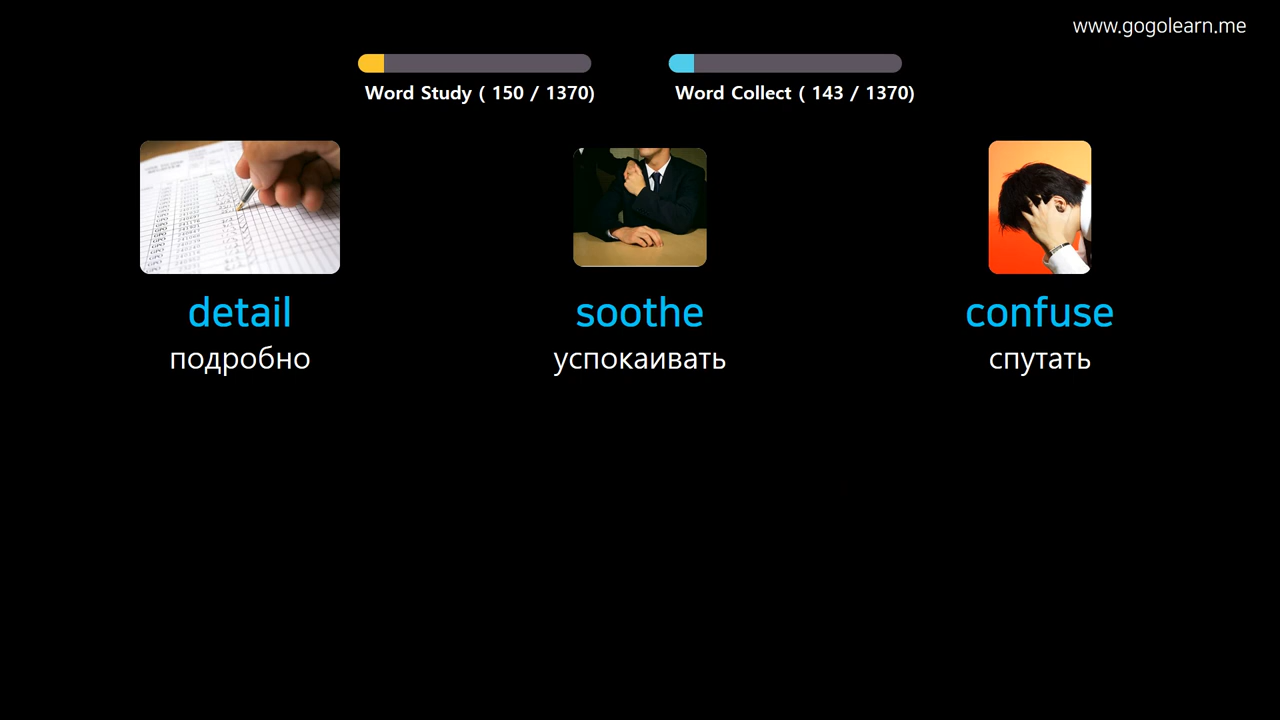 www.gogolearn.me
Word Study ( 150 / 1370)
Word Collect ( 143 / 1370)
detail
soothe
confuse
подробно
успокаивать
спутать